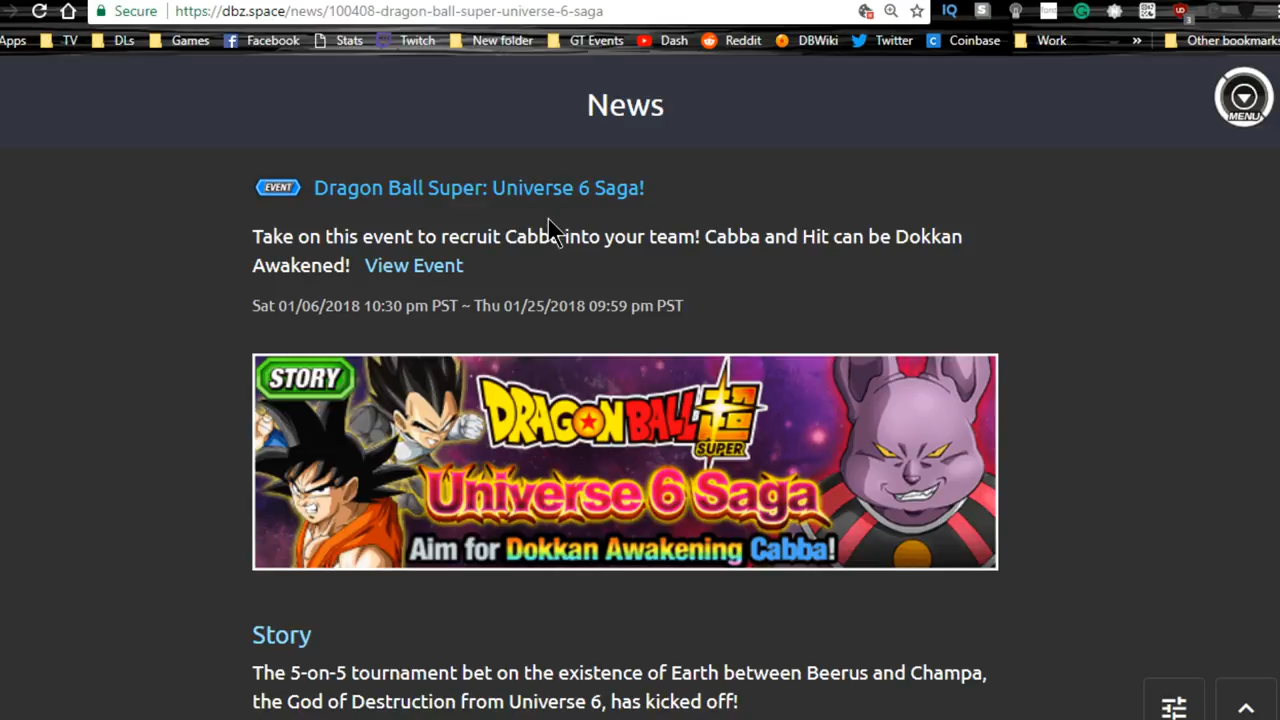 Secure https://dbz.space/news/100408-dragon-ball-super-universe-6-saga
Apps TV DLs Games Facebook Stats Twitch New folder GT Events Dash Reddit DBWiki Twitter Coinbase Work » Other bookmarks
News
MENU
EVENT Dragon Ball Super: Universe 6 Saga!
Take on this event to recruit Cabba into your team! Cabba and Hit can be Dokkan
Awakened! View Event
Sat 01/06/2018 10:30 pm PST ~ Thu 01/25/2018 09:59 pm PST
STORY
DRAGON BALL 超
SUPER
Universe 6 Saga
Aim for Dokkan Awakening Cabba!
Story
The 5-on-5 tournament bet on the existence of Earth between Beerus and Champa,
the God of Destruction from Universe 6, has kicked off!